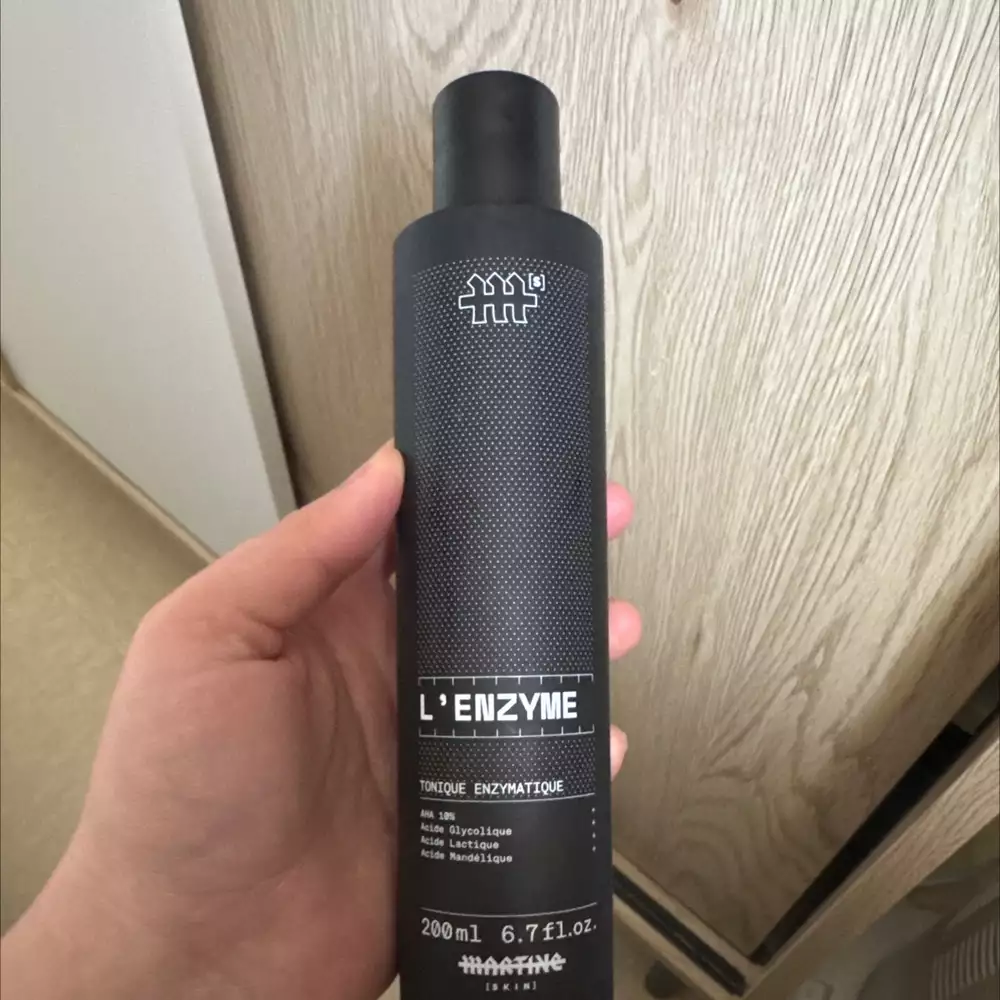 [S]
L'ENZYME
TONIQUE ENZYMATIQUE
AHA 10%
Acide Glycolique
Acide Lactique
Acide Mandélique
200ml 6.7fl.oz.
MARTINE
[SKIN]